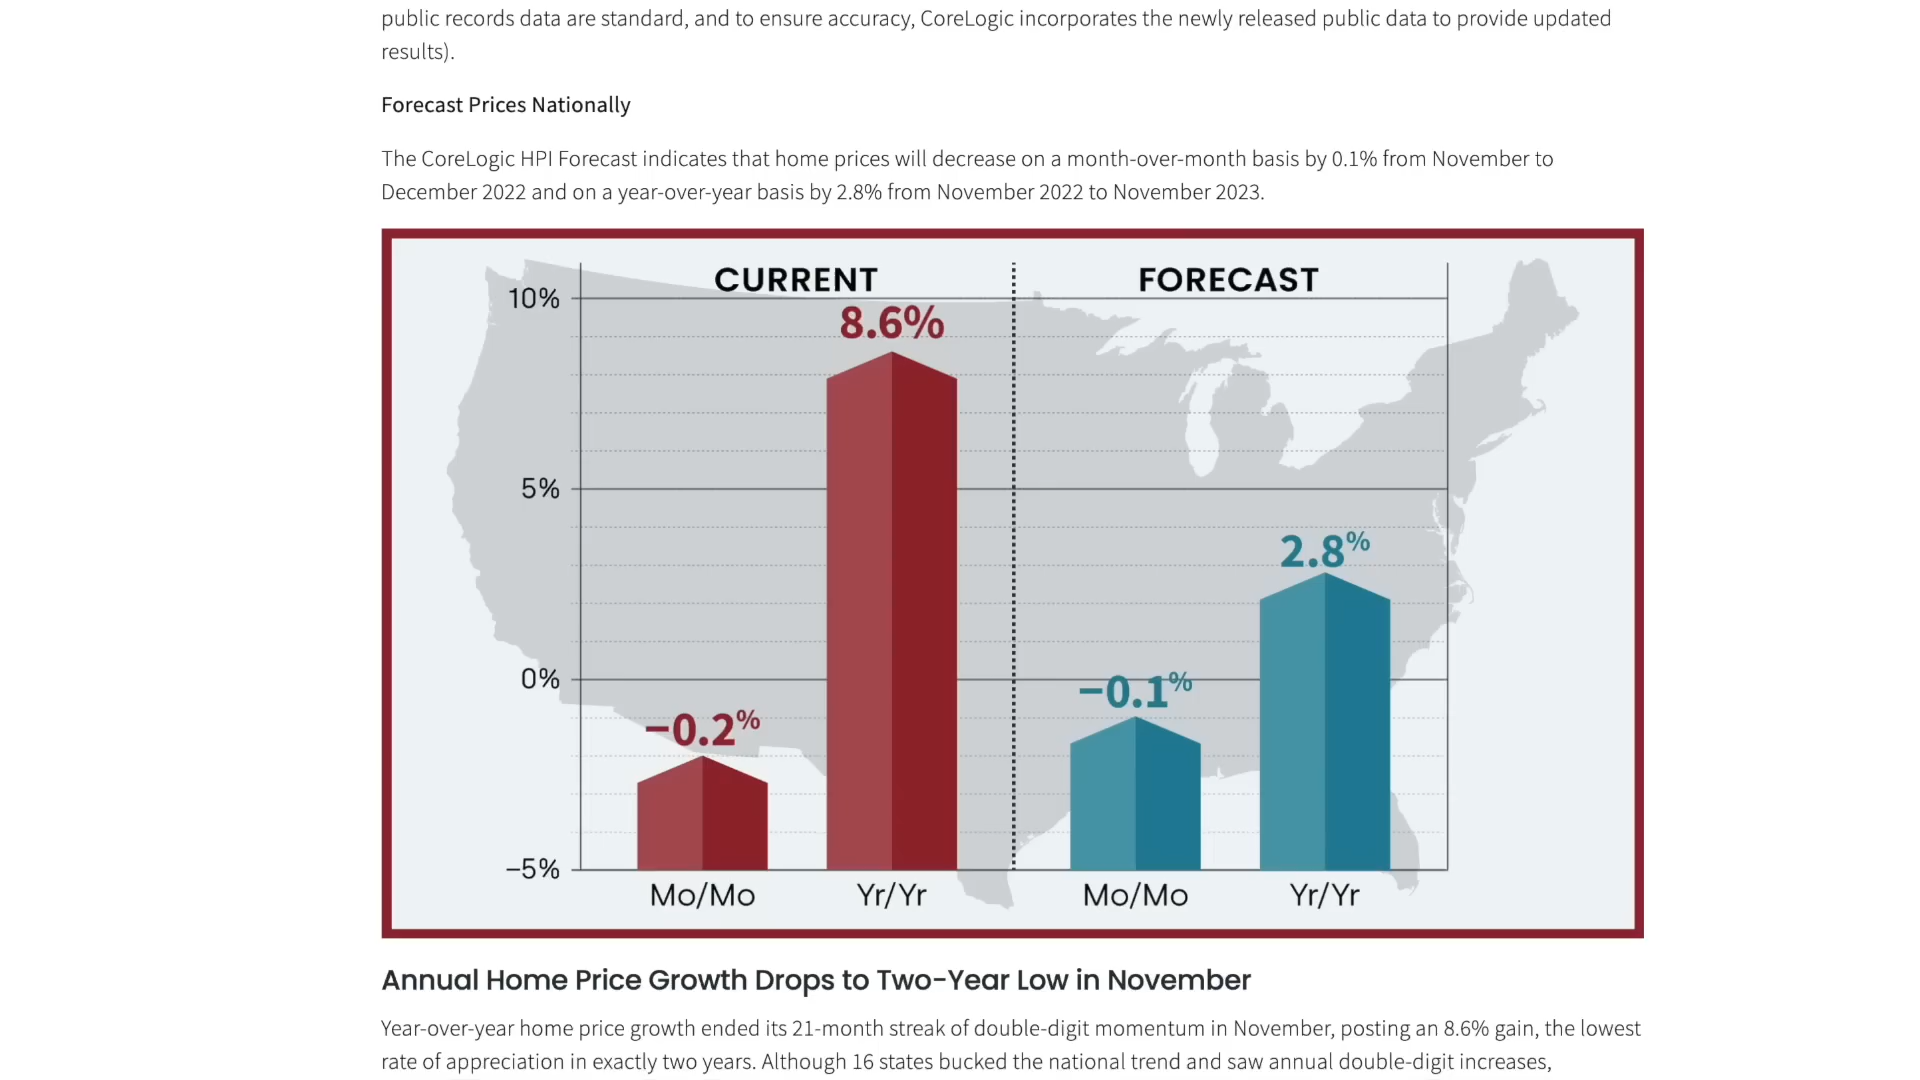 public records data are standard, and to ensure accuracy, CoreLogic incorporates the newly released public data to provide updated
results).
Forecast Prices Nationally
The CoreLogic HPI Forecast indicates that home prices will decrease on a month-over-month basis by 0.1% from November to
December 2022 and on a year-over-year basis by 2.8% from November 2022 to November 2023.
CURRENT
FORECAST
10%
8.6%
5%
2.8%
0%
−0.1%
−0.2%
−5%
Mo/Mo
Yr/Yr
Mo/Mo
Yr/Yr
Annual Home Price Growth Drops to Two-Year Low in November
Year-over-year home price growth ended its 21-month streak of double-digit momentum in November, posting an 8.6% gain, the lowest
rate of appreciation in exactly two years. Although 16 states bucked the national trend and saw annual double-digit increases,